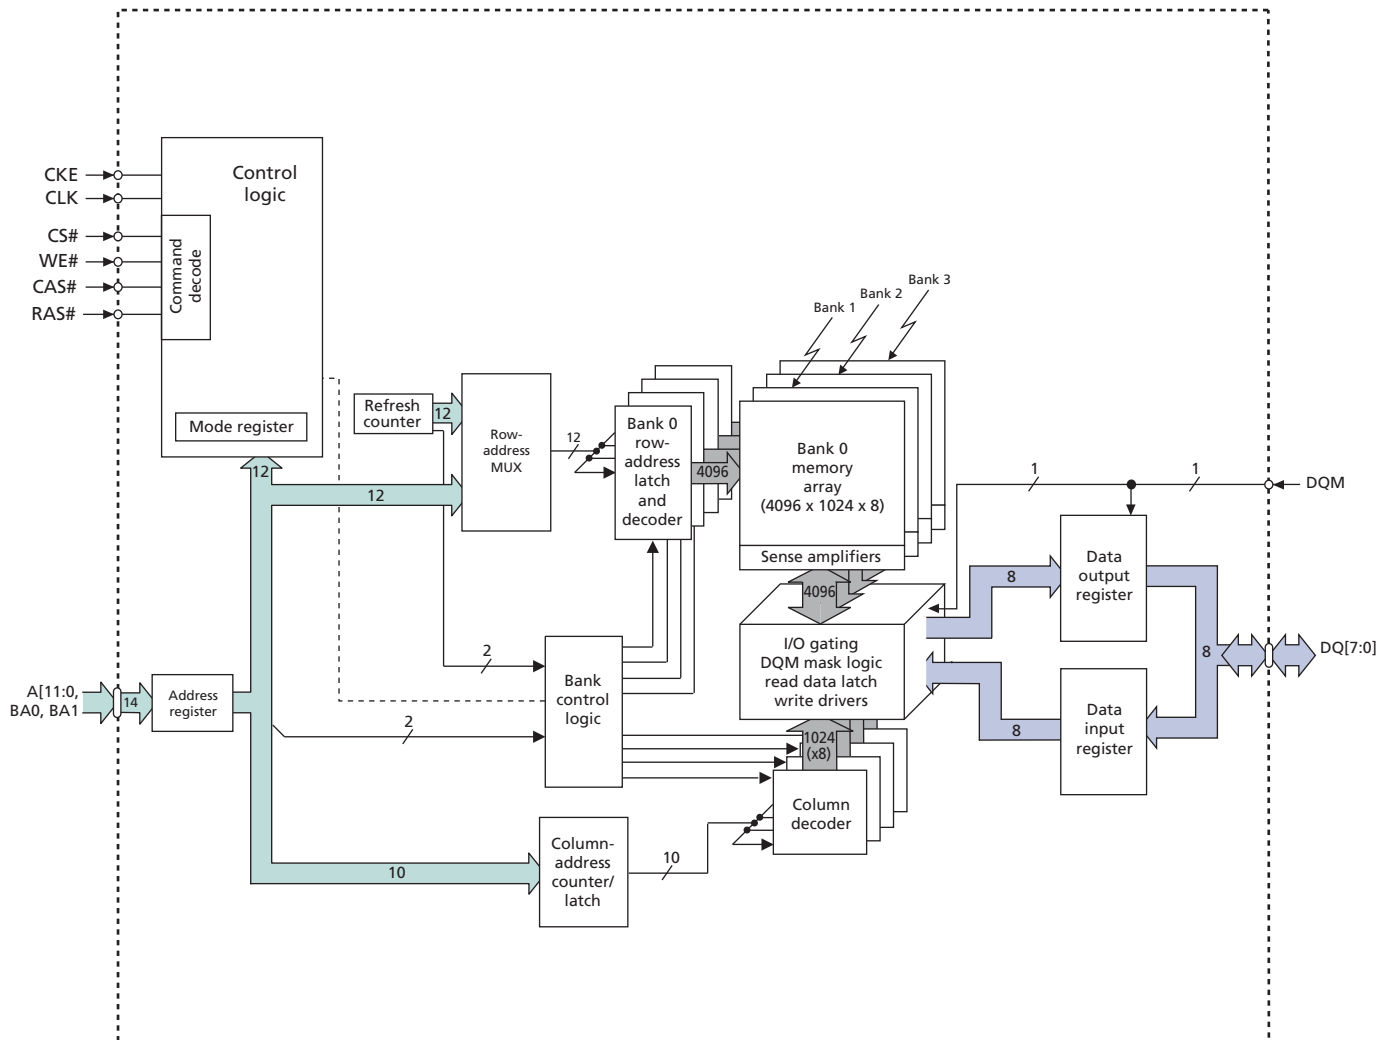 Control
logic
CKE
CLK
CS#
WE#
CAS#
RAS#
Command
decode
Mode register
12
Bank 1
Bank 2
Bank 3
Refresh
counter
12
Row-
address
MUX
12
12
Bank 0
row-
address
latch
and
decoder
4096
Bank 0
memory
array
(4096 x 1024 x 8)
Sense amplifiers
4096
1
1
DQM
Data
output
register
8
8
DQ[7:0]
I/O gating
DQM mask logic
read data latch
write drivers
8
Data
input
register
2
Bank
control
logic
2
A[11:0,
BA0, BA1
14
Address
register
1024
(x8)
Column
decoder
10
Column-
address
counter/
latch
10